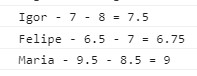 Igor - 7 - 8 = 7.5
Felipe - 6.5 - 7 = 6.75
Maria - 9.5 - 8.5 = 9